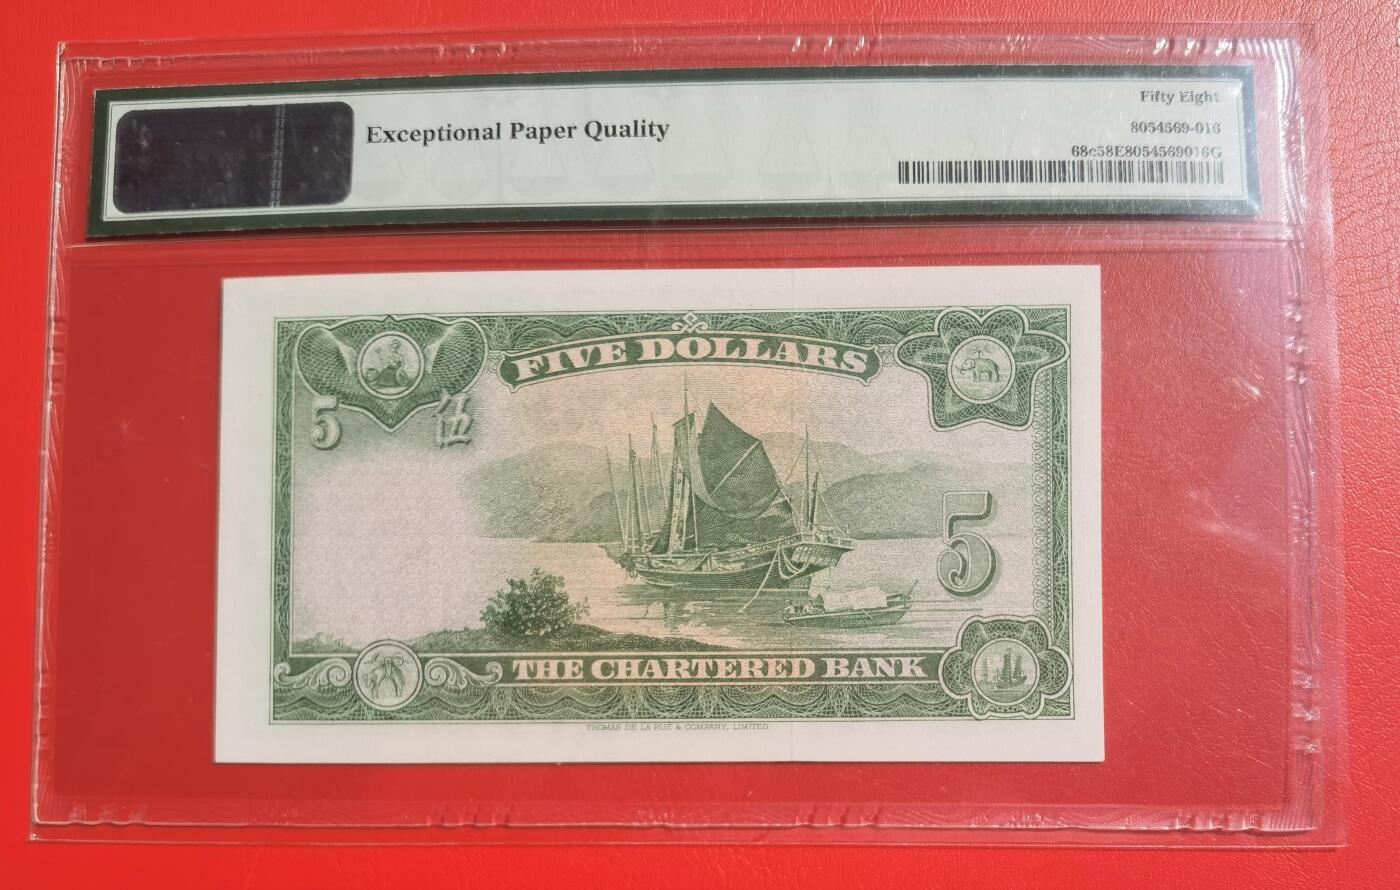 Fifty Eight
Exceptional Paper Quality
8054569-016
68c58E8054569016G
FIVE DOLLARS
5 伍
5
THE CHARTERED BANK
THOMAS DE LA RUE & COMPANY, LIMITED